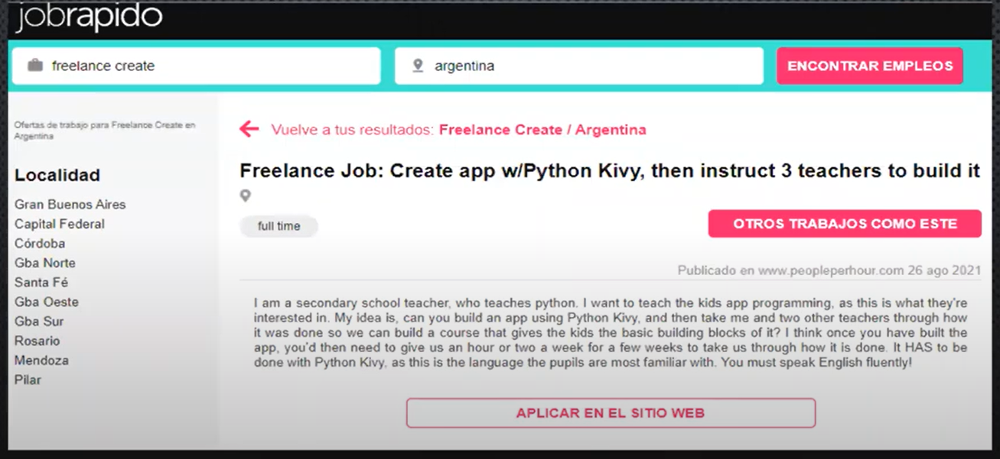 jobrapido
freelance create
argentina
ENCONTRAR EMPLEOS
Ofertas de trabajo para Freelance Create en
Argentina
Localidad
Gran Buenos Aires
Capital Federal
Córdoba
Gba Norte
Santa Fé
Gba Oeste
Gba Sur
Rosario
Mendoza
Pilar
Vuelve a tus resultados: Freelance Create / Argentina
Freelance Job: Create app w/Python Kivy, then instruct 3 teachers to build it
full time
OTROS TRABAJOS COMO ESTE
Publicado en www.peopleperhour.com 26 ago 2021
I am a secondary school teacher, who teaches python. I want to teach the kids app programming, as this is what they're
interested in. My idea is, can you build an app using Python Kivy, and then take me and two other teachers through how
it was done so we can build a course that gives the kids the basic building blocks of it? I think once you have built the
app, you'd then need to give us an hour or two a week for a few weeks to take us through how it is done. It HAS to be
done with Python Kivy, as this is the language the pupils are most familiar with. You must speak English fluently!
APLICAR EN EL SITIO WEB